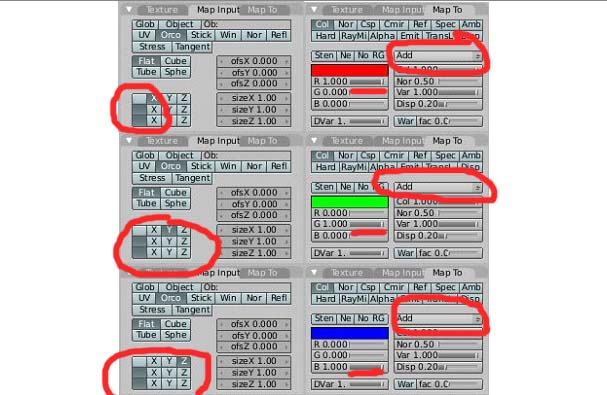 Texture Map Input Map To
Glob Object Ob:
UV Orco Stick Win Nor Refl
Stress Tangent
Flat Cube
Tube Sphe
ofsX 0.000
ofsY 0.000
ofsZ 0.000
X Y Z
X Y Z
X Y Z
sizeX 1.00
sizeY 1.00
sizeZ 1.00
Texture Map Input Map To
Col Nor Csp Cmir Ref Spec Amb
Hard RayMi Alpha Emit TransL Disp
Sten Ne No RG Add
R 1.000
G 0.000
B 0.000
Col 1.000
Nor 0.50
Var 1.000
Disp 0.20
DVar 1. War fac 0.
Texture Map Input Map To
Glob Object Ob:
UV Orco Stick Win Nor Refl
Stress Tangent
Flat Cube
Tube Sphe
ofsX 0.000
ofsY 0.000
ofsZ 0.000
X Y Z
X Y Z
X Y Z
sizeX 1.00
sizeY 1.00
sizeZ 1.00
Texture Map Input Map To
Col Nor Csp Cmir Ref Spec Amb
Hard RayMi Alpha Emit TransL Disp
Sten Ne No RG Add
R 0.000
G 1.000
B 0.000
Col 1.000
Nor 0.50
Var 1.000
Disp 0.20
DVar 1. War fac 0.
Texture Map Input Map To
Glob Object Ob:
UV Orco Stick Win Nor Refl
Stress Tangent
Flat Cube
Tube Sphe
ofsX 0.000
ofsY 0.000
ofsZ 0.000
X Y Z
X Y Z
X Y Z
sizeX 1.00
sizeY 1.00
sizeZ 1.00
Texture Map Input Map To
Col Nor Csp Cmir Ref Spec Amb
Hard RayMi Alpha Disp
Sten Ne No RG Add
R 0.000
G 0.000
B 1.000
Nor 0.50
Var 1.000
Disp 0.20
DVar 1. War fac 0.